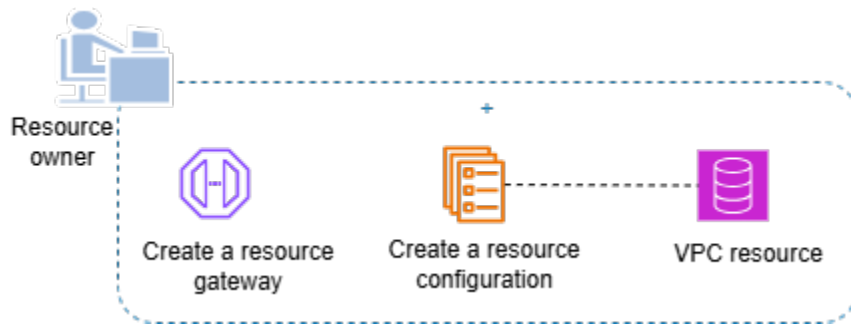 Resource
owner
+
Create a resource
gateway
Create a resource
configuration
VPC resource